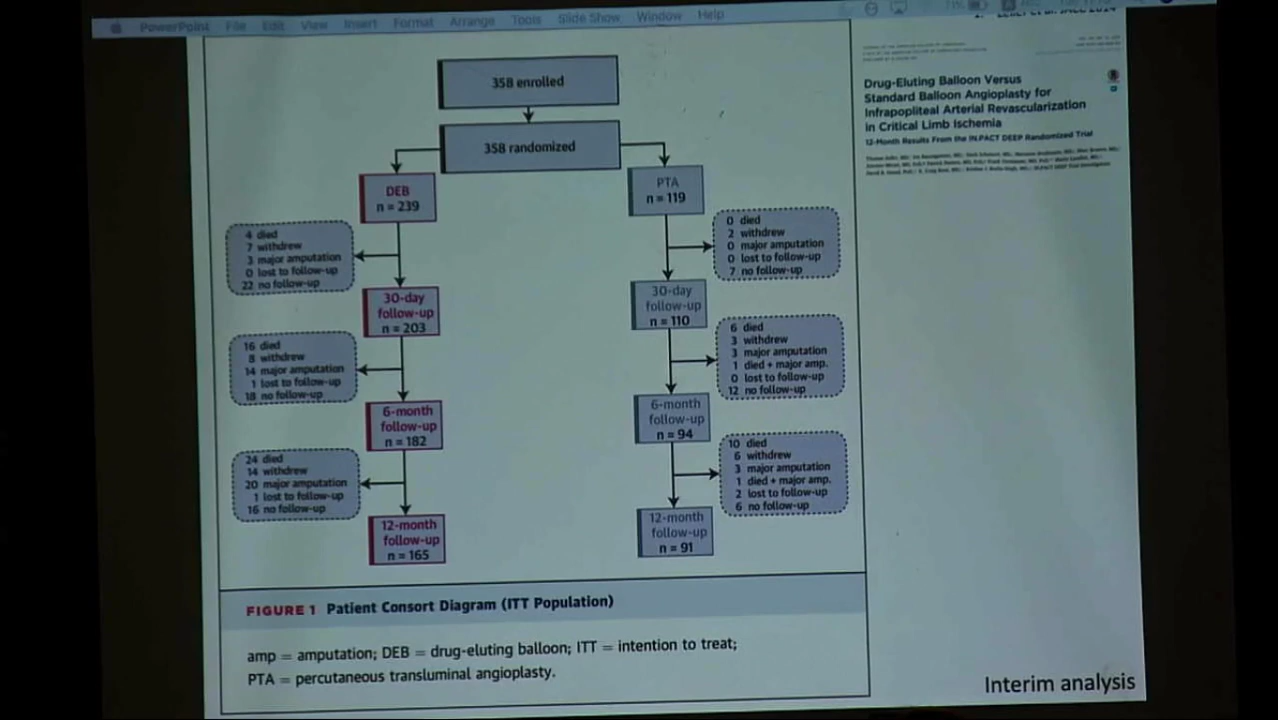 PowerPoint File Edit View Insert Format Arrange Tools Slide Show Window Help
358 enrolled
358 randomized
DEB
n = 239
PTA
n = 119
4 died
7 withdrew
3 major amputation
0 lost to follow-up
22 no follow-up
0 died
2 withdrew
0 major amputation
0 lost to follow-up
7 no follow-up
30-day
follow-up
n = 203
30-day
follow-up
n = 110
16 died
8 withdrew
14 major amputation
1 lost to follow-up
18 no follow-up
6 died
3 withdrew
3 major amputation
1 died + major amp.
0 lost to follow-up
12 no follow-up
6-month
follow-up
n = 182
6-month
follow-up
n = 94
24 died
14 withdrew
20 major amputation
1 lost to follow-up
16 no follow-up
10 died
6 withdrew
3 major amputation
1 died + major amp.
2 lost to follow-up
6 no follow-up
12-month
follow-up
n = 165
12-month
follow-up
n = 91
FIGURE 1 Patient Consort Diagram (ITT Population)
amp = amputation; DEB = drug-eluting balloon; ITT = intention to treat;
PTA = percutaneous transluminal angioplasty.
Drug-Eluting Balloon Versus
Standard Balloon Angioplasty for
Infrapopliteal Arterial Revascularization
in Critical Limb Ischemia
12-Month Results From the IN.PACT DEEP Randomized Trial
Interim analysis